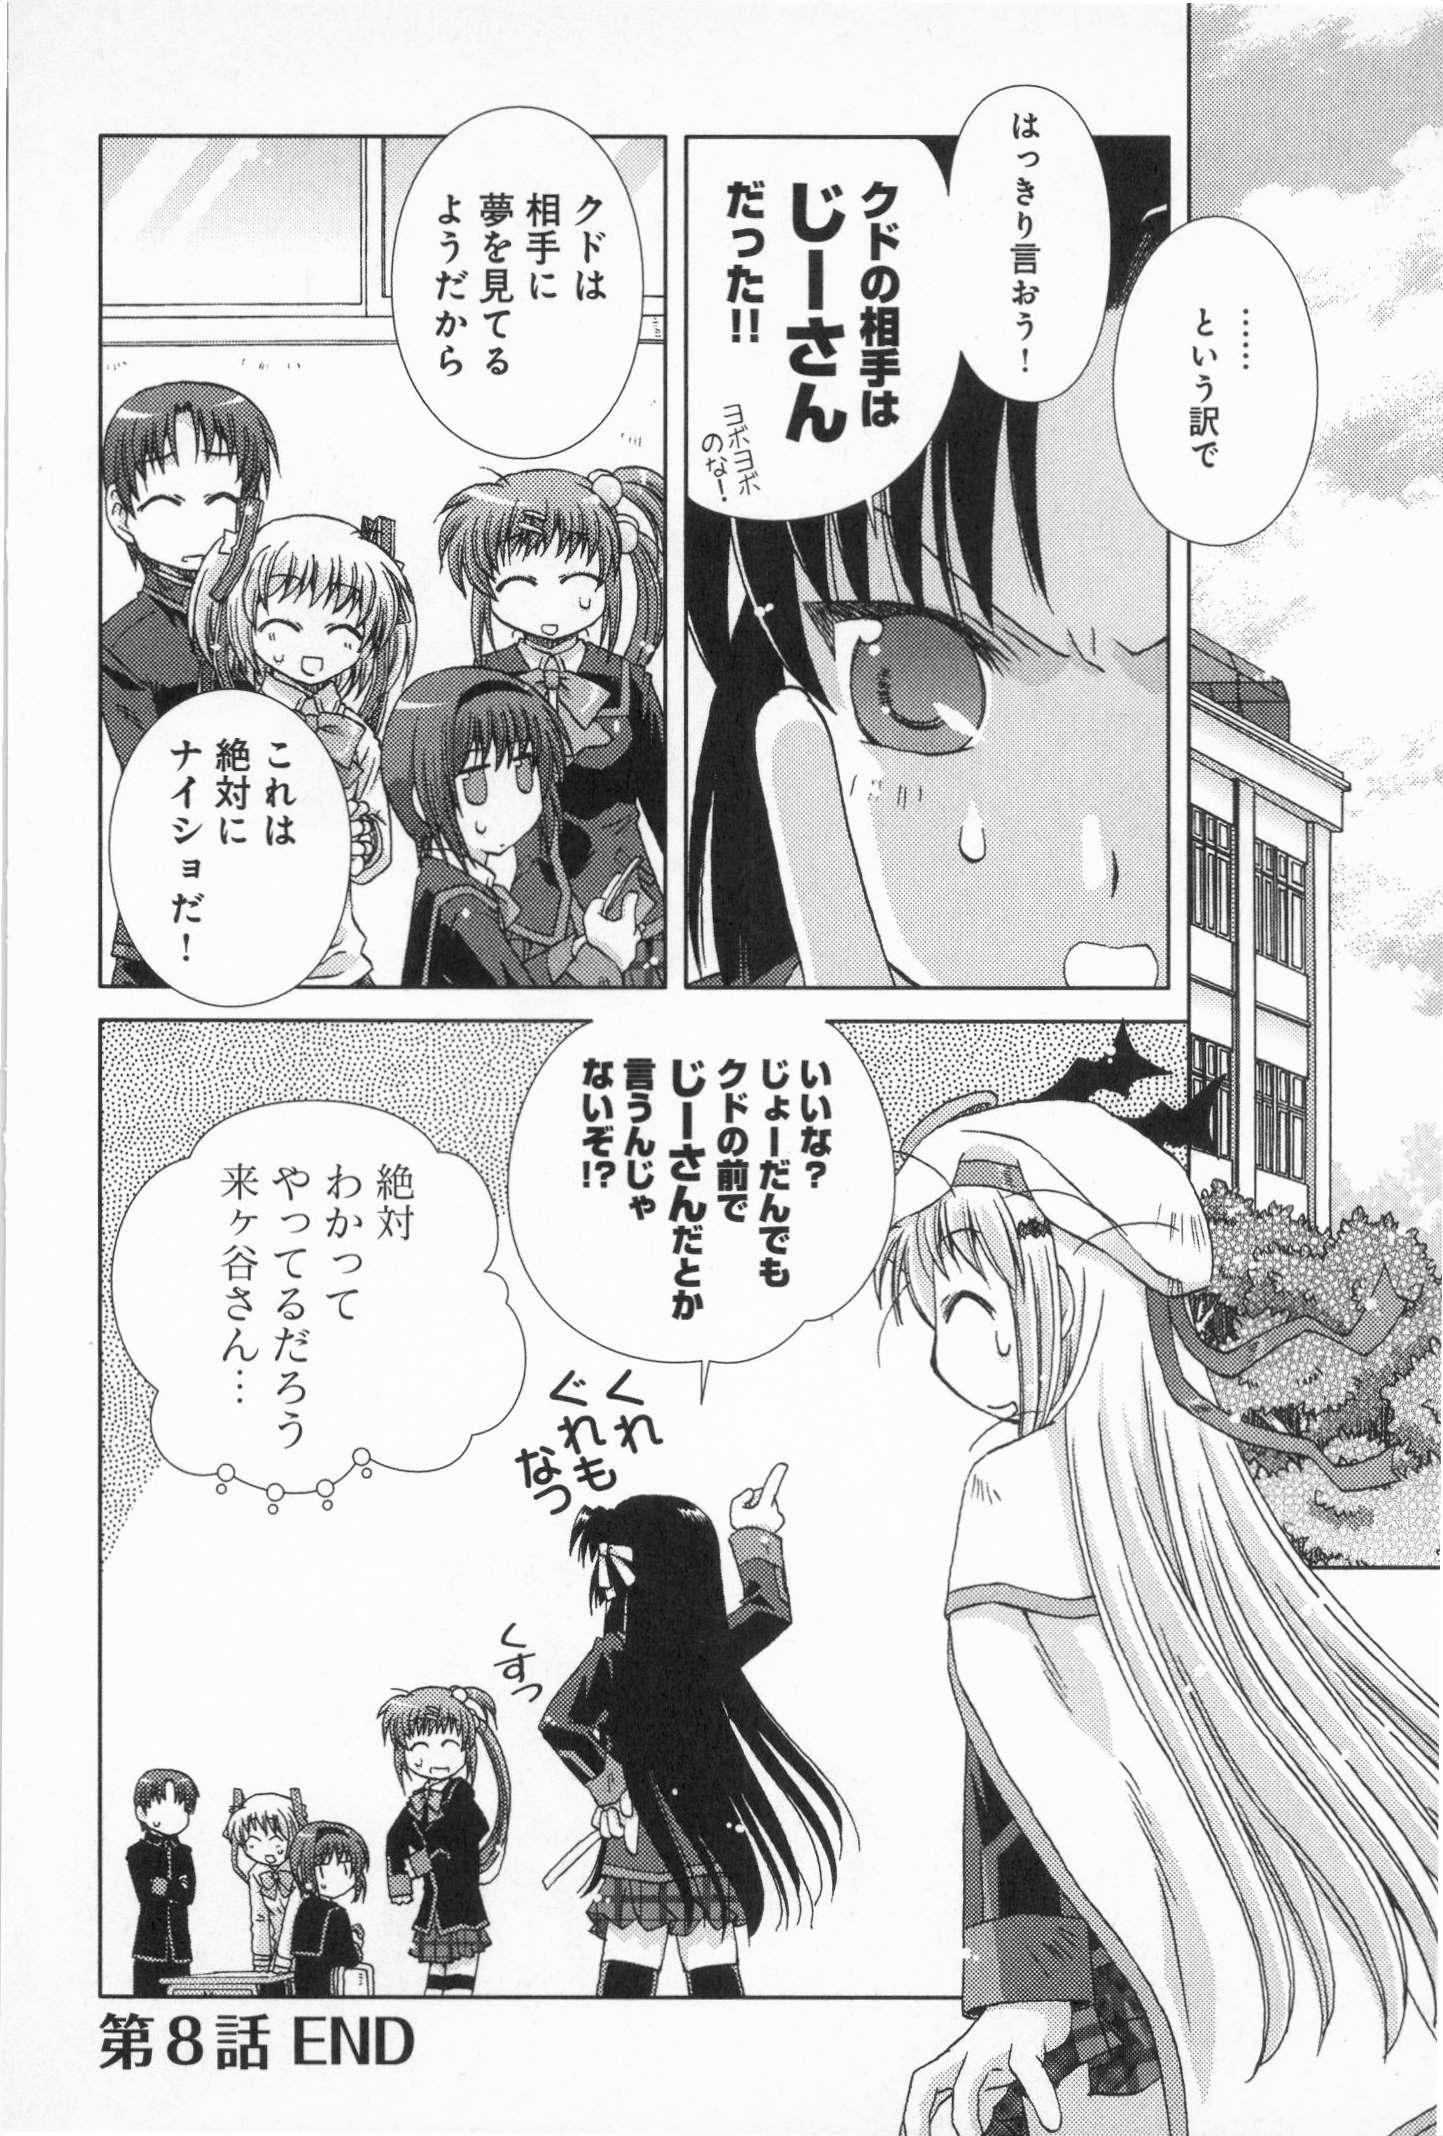 ……
という訳で
はっきり言おう！
クドの相手は
じーさん
だった!!
ヨボヨボ
のな！
クドは
相手に
夢を見てる
ようだから
これは
絶対に
ナイショだ！
いいな？
じょーだんでも
クドの前で
じーさんだとか
言うんじゃ
ないぞ!?
くれ
ぐれも
なっ
絶対
わかって
やってるだろう
来ヶ谷さん…
くすっ
第8話 END